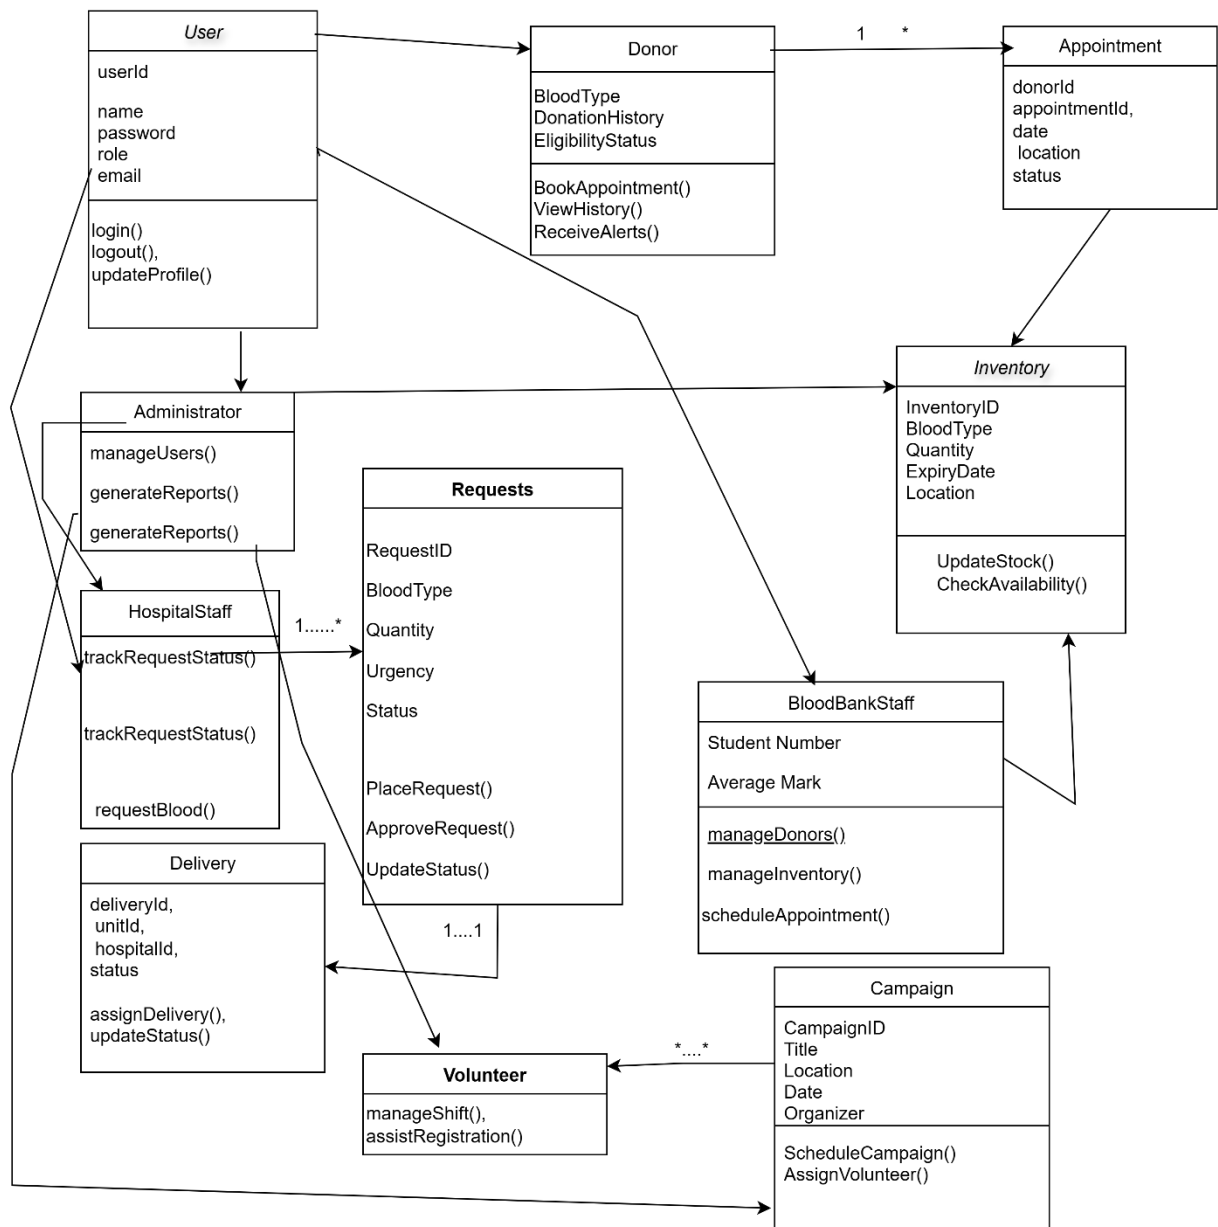 User
userId
name
password
role
email
login()
logout(),
updateProfile()
Donor
BloodType
DonationHistory
EligibilityStatus
BookAppointment()
ViewHistory()
ReceiveAlerts()
1 *
Appointment
donorId
appointmentId,
date
location
status
Inventory
InventoryID
BloodType
Quantity
ExpiryDate
Location
UpdateStock()
CheckAvailability()
Administrator
manageUsers()
generateReports()
generateReports()
Requests
RequestID
BloodType
Quantity
Urgency
Status
PlaceRequest()
ApproveRequest()
UpdateStatus()
HospitalStaff
trackRequestStatus()
trackRequestStatus()
requestBlood()
1......*
BloodBankStaff
Student Number
Average Mark
manageDonors()
manageInventory()
scheduleAppointment()
Delivery
deliveryId,
unitId,
hospitalId,
status
assignDelivery(),
updateStatus()
1....1
Volunteer
manageShift(),
assistRegistration()
*....*
Campaign
CampaignID
Title
Location
Date
Organizer
ScheduleCampaign()
AssignVolunteer()